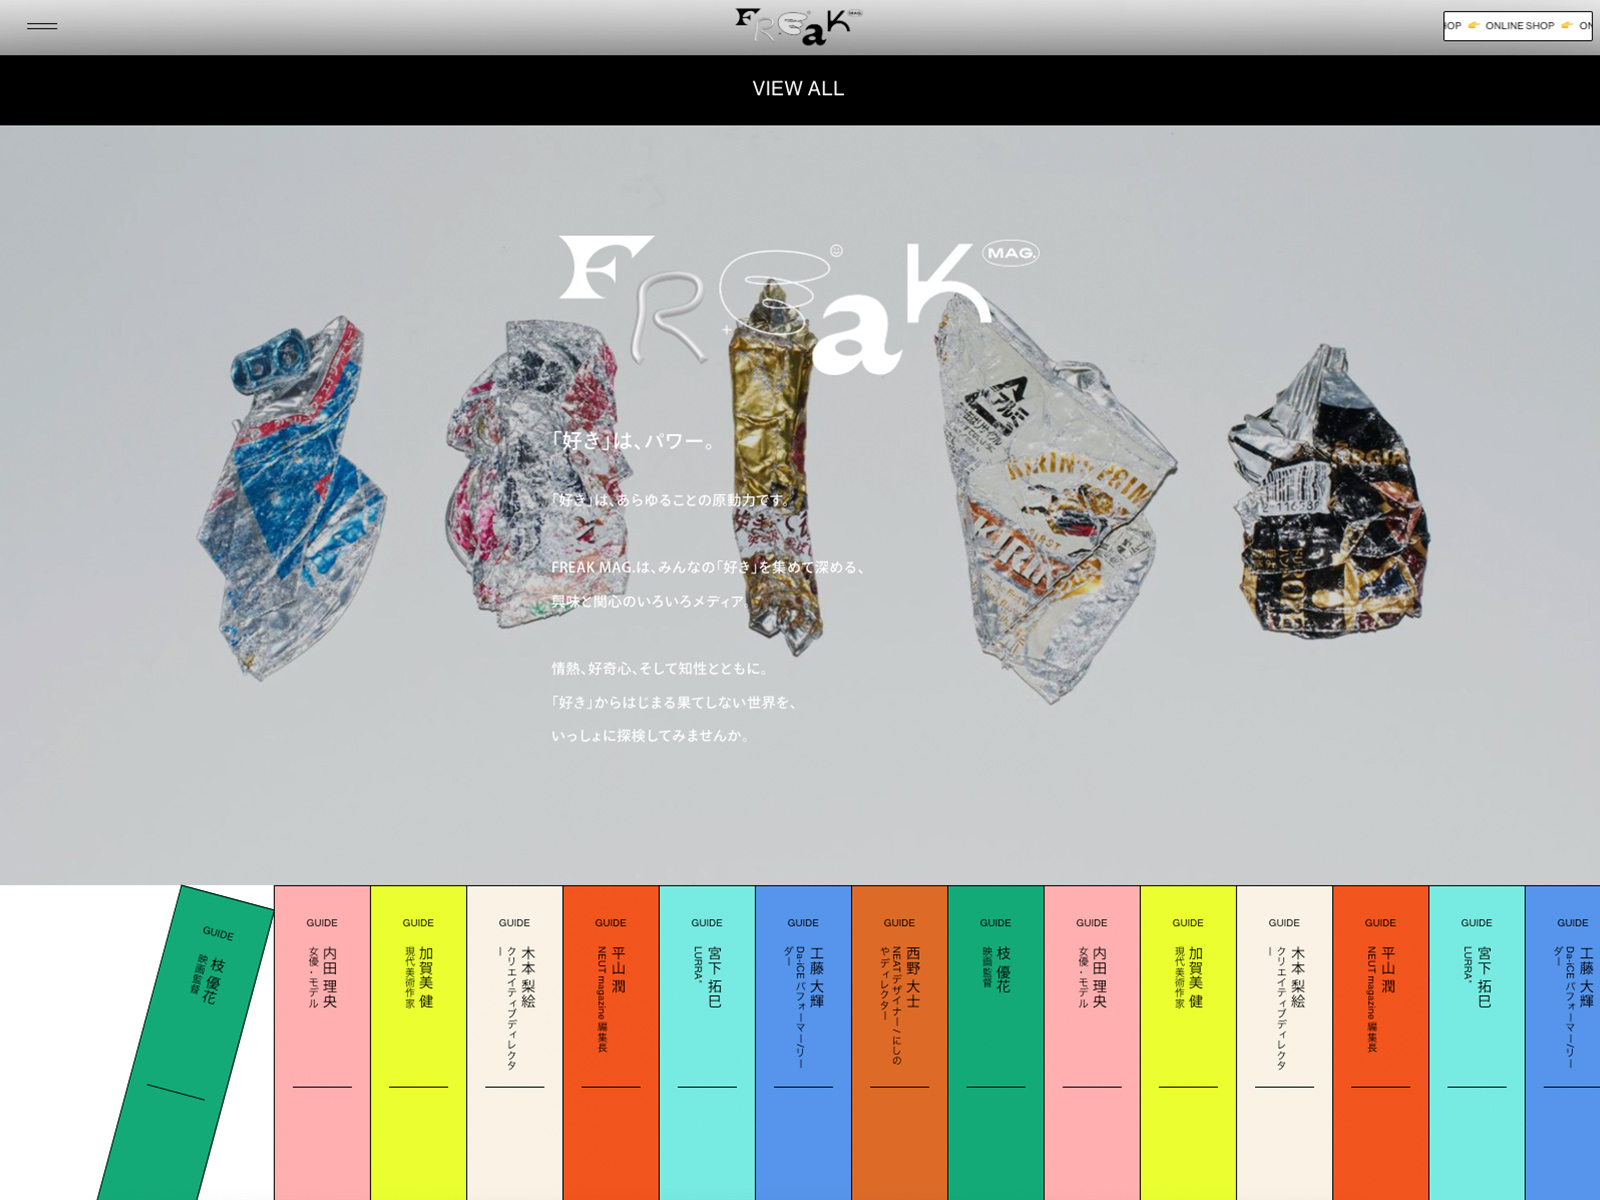 FREAK MAG.
HOP 👉 ONLINE SHOP 👉 ON
VIEW ALL
FREAK MAG.
「好き」は、パワー。
「好き」は、あらゆることの原動力です。
FREAK MAG.は、みんなの「好き」を集めて深める、
興味と関心のいろいろメディア。
情熱、好奇心、そして知性とともに。
「好き」からはじまる果てしない世界を、
いっしょに探検してみませんか。
アルミ
KIRIN'S PRIM
KIRIN
FIRST
GUIDE
枝 優花
映画監督
GUIDE
内田 理央
女優・モデル
GUIDE
加賀美 健
現代美術作家
GUIDE
木本 梨絵
クリエイティブディレクタ
ー
GUIDE
平山 潤
NEUT magazine 編集長
GUIDE
宮下 拓巳
LURRA°
GUIDE
工藤 大輝
Da-iCE パフォーマー/リー
ダー
GUIDE
西野 大士
NEAT デザイナー / にしの
や ディレクター
GUIDE
枝 優花
映画監督
GUIDE
内田 理央
女優・モデル
GUIDE
加賀美 健
現代美術作家
GUIDE
木本 梨絵
クリエイティブディレクタ
ー
GUIDE
平山 潤
NEUT magazine 編集長
GUIDE
宮下 拓巳
LURRA°
GUIDE
工藤 大輝
Da-iCE パフォーマー/リー
ダー